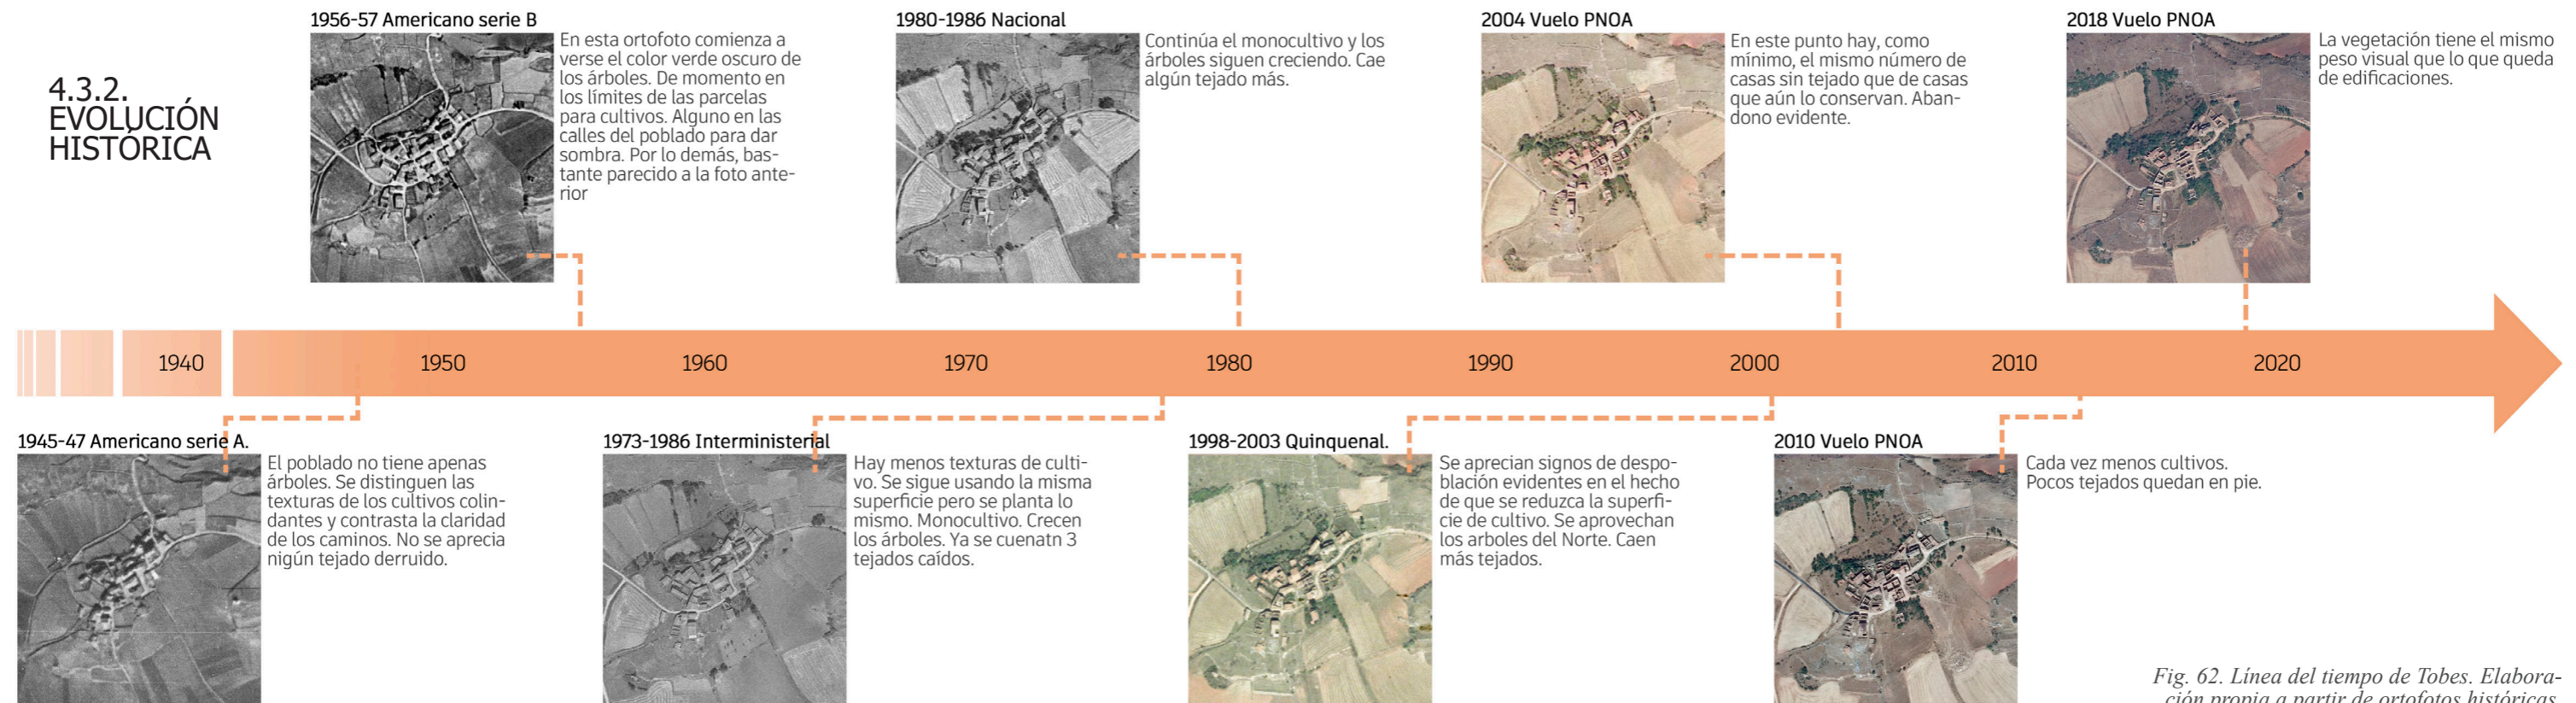 4.3.2.
EVOLUCIÓN
HISTÓRICA
1956-57 Americano serie B
En esta ortofoto comienza a
verse el color verde oscuro de
los árboles. De momento en
los límites de las parcelas
para cultivos. Alguno en las
calles del poblado para dar
sombra. Por lo demás, bas-
tante parecido a la foto ante-
rior
1980-1986 Nacional
Continúa el monocultivo y los
árboles siguen creciendo. Cae
algún tejado más.
2004 Vuelo PNOA
En este punto hay, como
mínimo, el mismo número de
casas sin tejado que de casas
que aún lo conservan. Aban-
dono evidente.
2018 Vuelo PNOA
La vegetación tiene el mismo
peso visual que lo que queda
de edificaciones.
1940
1950
1960
1970
1980
1990
2000
2010
2020
1945-47 Americano serie A.
El poblado no tiene apenas
árboles. Se distinguen las
texturas de los cultivos colin-
dantes y contrasta la claridad
de los caminos. No se aprecia
nigún tejado derruido.
1973-1986 Interministerial
Hay menos texturas de culti-
vo. Se sigue usando la misma
superficie pero se planta lo
mismo. Monocultivo. Crecen
los árboles. Ya se cuenatn 3
tejados caídos.
1998-2003 Quinquenal.
Se aprecian signos de despo-
blación evidentes en el hecho
de que se reduzca la superfi-
cie de cultivo. Se aprovechan
los arboles del Norte. Caen
más tejados.
2010 Vuelo PNOA
Cada vez menos cultivos.
Pocos tejados quedan en pie.
Fig. 62. Línea del tiempo de Tobes. Elabora-
ción propia a partir de ortofotos históricas.